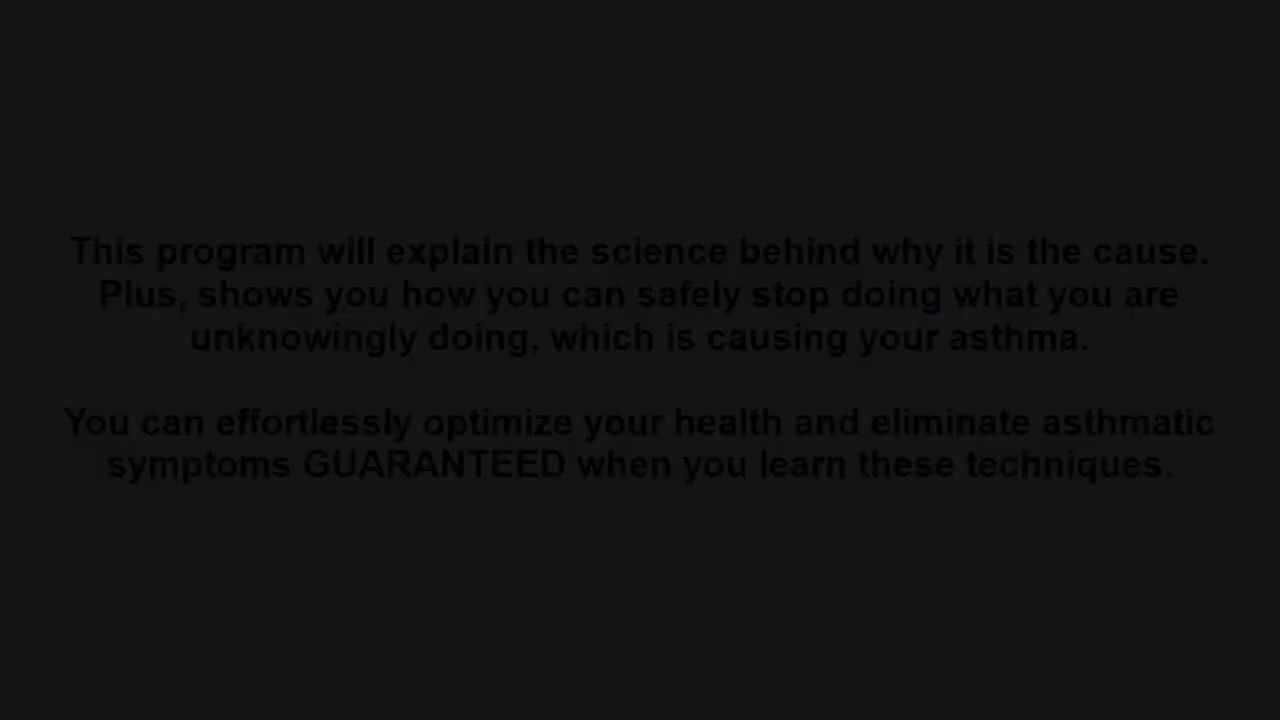 This program will explain the science behind why it is the cause.
Plus, shows you how you can safely stop doing what you are
unknowingly doing, which is causing your asthma.
You can effortlessly optimize your health and eliminate asthmatic
symptoms GUARANTEED when you learn these techniques.